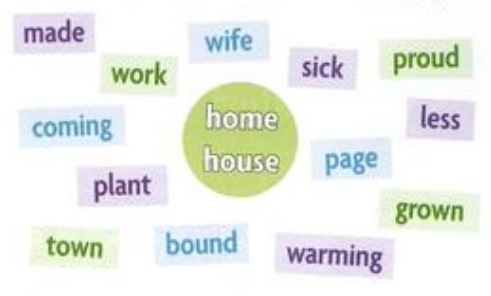 made
wife
work
sick
proud
coming
home
house
less
page
plant
grown
town
bound
warming